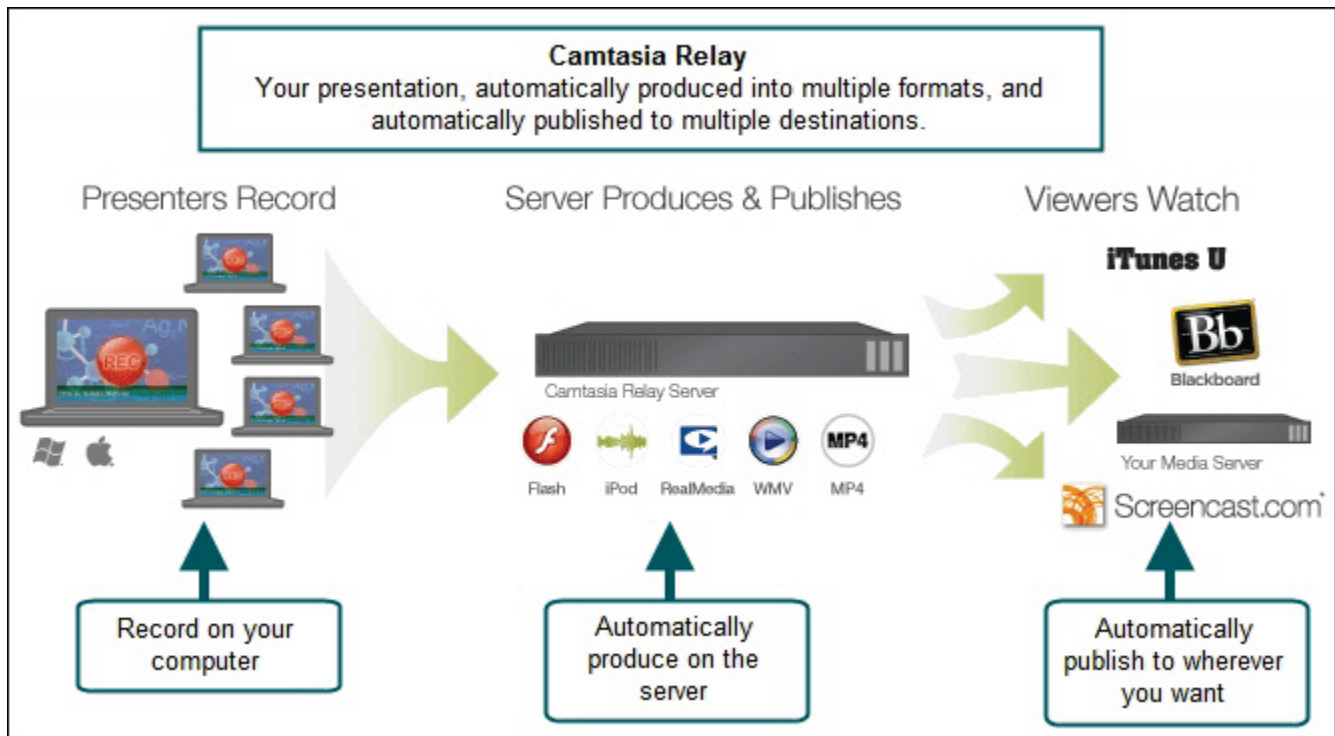 Camtasia Relay
Your presentation, automatically produced into multiple formats, and
automatically published to multiple destinations.
Presenters Record
Server Produces & Publishes
Viewers Watch
iTunes U
REC
Bb
Blackboard
Camtasia Relay Server
MP4
Flash
iPod
RealMedia
WMV
MP4
Your Media Server
Screencast.com*
Record on your
computer
Automatically
produce on the
server
Automatically
publish to wherever
you want